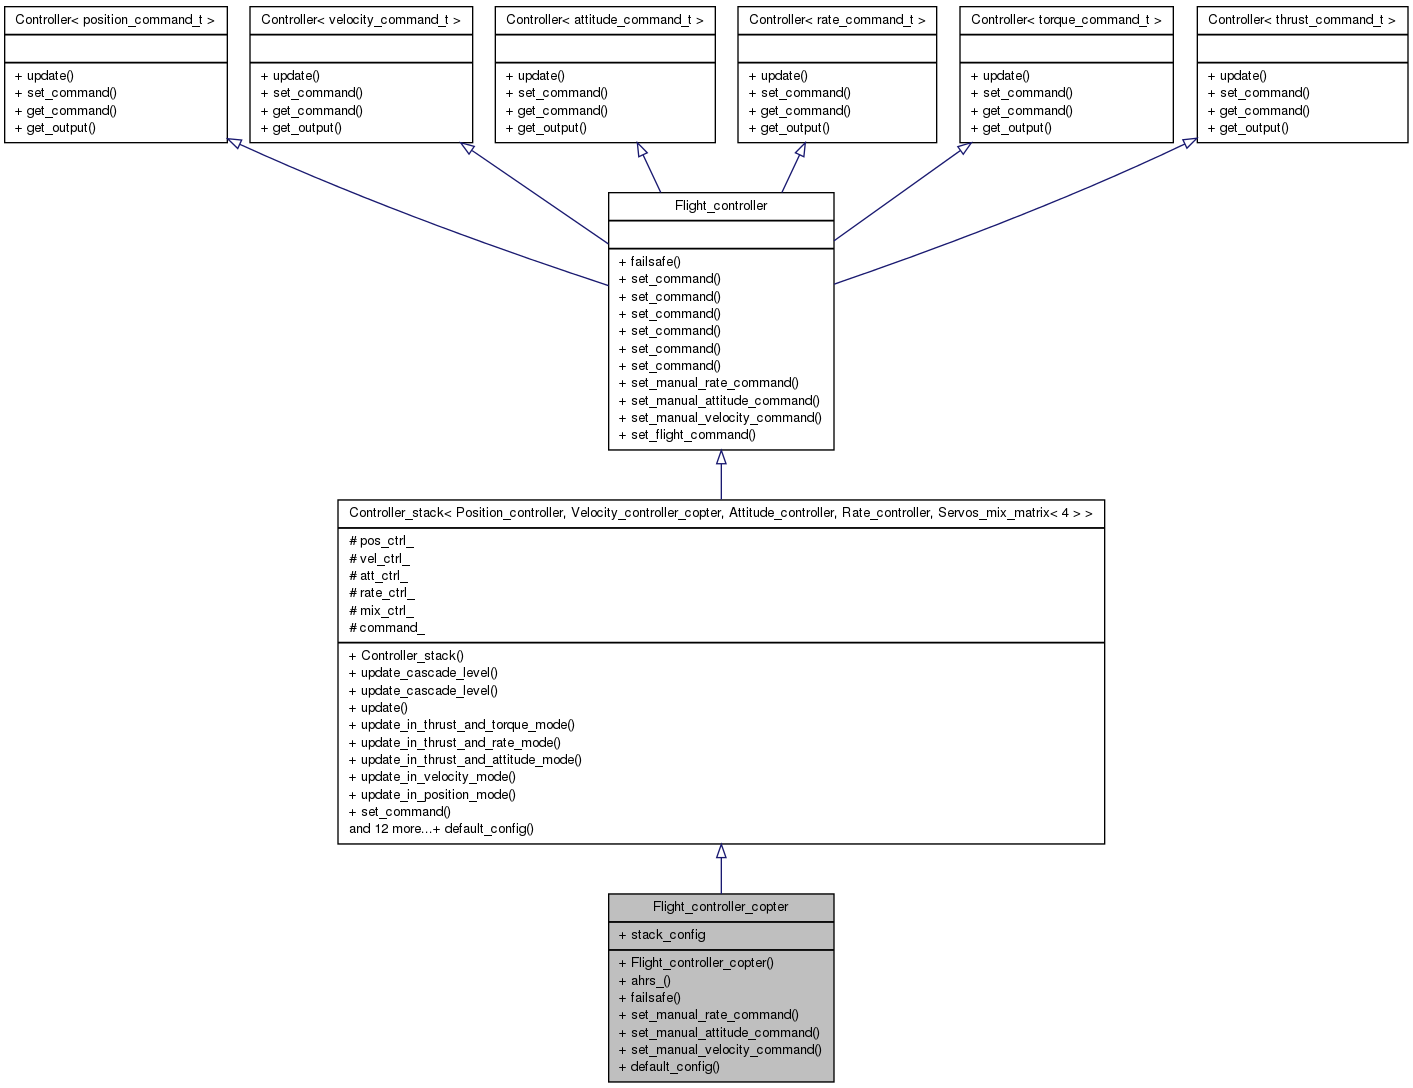 Controller< position_command_t >
+ update()
+ set_command()
+ get_command()
+ get_output()
Controller< velocity_command_t >
+ update()
+ set_command()
+ get_command()
+ get_output()
Controller< attitude_command_t >
+ update()
+ set_command()
+ get_command()
+ get_output()
Controller< rate_command_t >
+ update()
+ set_command()
+ get_command()
+ get_output()
Controller< torque_command_t >
+ update()
+ set_command()
+ get_command()
+ get_output()
Controller< thrust_command_t >
+ update()
+ set_command()
+ get_command()
+ get_output()
Flight_controller
+ failsafe()
+ set_command()
+ set_command()
+ set_command()
+ set_command()
+ set_command()
+ set_command()
+ set_manual_rate_command()
+ set_manual_attitude_command()
+ set_manual_velocity_command()
+ set_flight_command()
Controller_stack< Position_controller, Velocity_controller_copter, Attitude_controller, Rate_controller, Servos_mix_matrix< 4 > >
# pos_ctrl_
# vel_ctrl_
# att_ctrl_
# rate_ctrl_
# mix_ctrl_
# command_
+ Controller_stack()
+ update_cascade_level()
+ update_cascade_level()
+ update()
+ update_in_thrust_and_torque_mode()
+ update_in_thrust_and_rate_mode()
+ update_in_thrust_and_attitude_mode()
+ update_in_velocity_mode()
+ update_in_position_mode()
+ set_command()
and 12 more...+ default_config()
Flight_controller_copter
+ stack_config
+ Flight_controller_copter()
+ ahrs_()
+ failsafe()
+ set_manual_rate_command()
+ set_manual_attitude_command()
+ set_manual_velocity_command()
+ default_config()